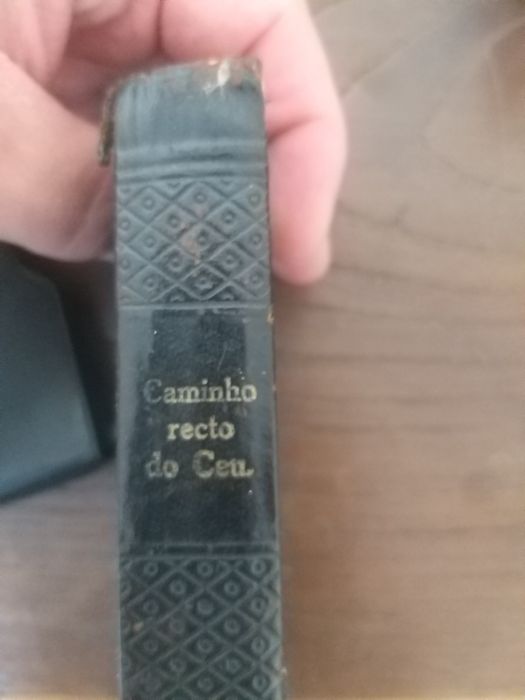 Caminho
recto
do Ceu.